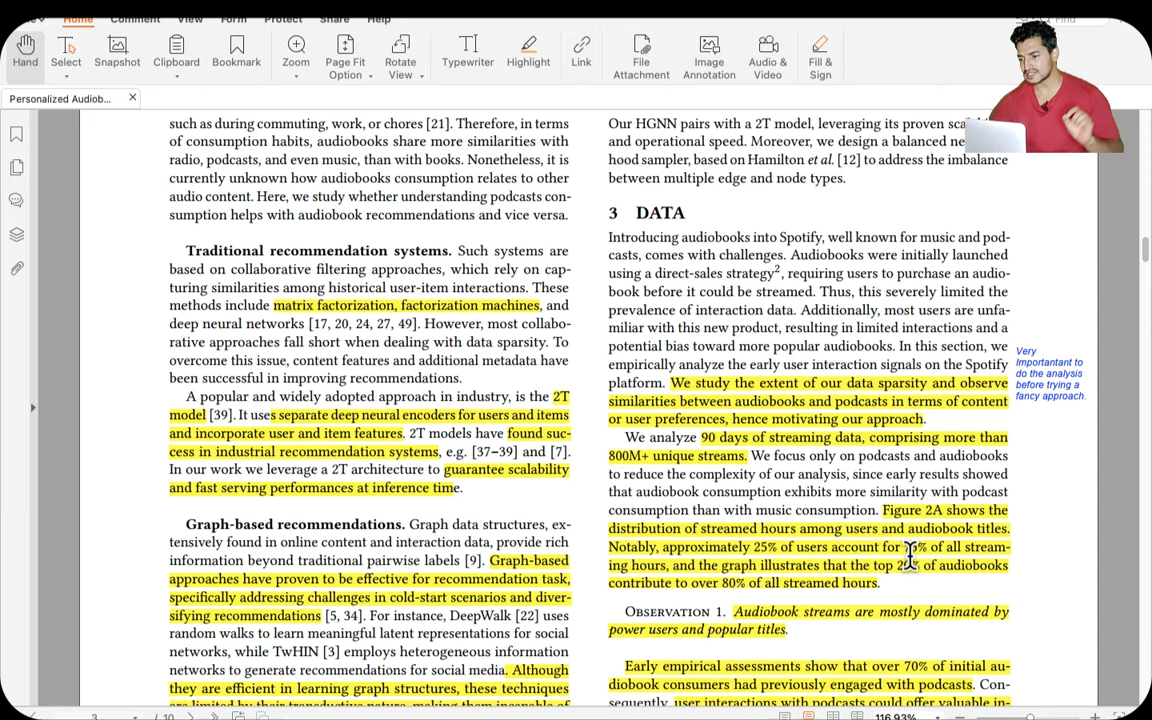 Home
Comment
View
Form
Protect
Share
Help
Find
Hand
Select
Snapshot
Clipboard
Bookmark
Zoom
Page Fit
Option
Rotate
View
Typewriter
Highlight
Link
File
Attachment
Image
Annotation
Audio &
Video
Fill &
Sign
Personalized Audiob...
such as during commuting, work, or chores [21]. Therefore, in terms
of consumption habits, audiobooks share more similarities with
radio, podcasts, and even music, than with books. Nonetheless, it is
currently unknown how audiobooks consumption relates to other
audio content. Here, we study whether understanding podcasts con-
sumption helps with audiobook recommendations and vice versa.
Traditional recommendation systems. Such systems are
based on collaborative filtering approaches, which rely on cap-
turing similarities among historical user-item interactions. These
methods include matrix factorization, factorization machines, and
deep neural networks [17, 20, 24, 27, 49]. However, most collabo-
rative approaches fall short when dealing with data sparsity. To
overcome this issue, content features and additional metadata have
been successful in improving recommendations.
A popular and widely adopted approach in industry, is the 2T
model [39]. It uses separate deep neural encoders for users and items
and incorporate user and item features. 2T models have found suc-
cess in industrial recommendation systems, e.g. [37–39] and [7].
In our work we leverage a 2T architecture to guarantee scalability
and fast serving performances at inference time.
Graph-based recommendations. Graph data structures, ex-
tensively found in online content and interaction data, provide rich
information beyond traditional pairwise labels [9]. Graph-based
approaches have proven to be effective for recommendation task,
specifically addressing challenges in cold-start scenarios and diver-
sifying recommendations [5, 34]. For instance, DeepWalk [22] uses
random walks to learn meaningful latent representations for social
networks, while TwHIN [3] employs heterogeneous information
networks to generate recommendations for social media. Although
they are efficient in learning graph structures, these techniques
are limited by their transductive nature, making them incapable of
Our HGNN pairs with a 2T model, leveraging its proven
and operational speed. Moreover, we design a balanced
hood sampler, based on Hamilton et al. [12] to address the imbalance
between multiple edge and node types.
3 DATA
Introducing audiobooks into Spotify, well known for music and pod-
casts, comes with challenges. Audiobooks were initially launched
using a direct-sales strategy2, requiring users to purchase an audio-
book before it could be streamed. Thus, this severely limited the
prevalence of interaction data. Additionally, most users are unfa-
miliar with this new product, resulting in limited interactions and a
potential bias toward more popular audiobooks. In this section, we
empirically analyze the early user interaction signals on the Spotify
platform. We study the extent of our data sparsity and observe
similarities between audiobooks and podcasts in terms of content
or user preferences, hence motivating our approach.
We analyze 90 days of streaming data, comprising more than
800M+ unique streams. We focus only on podcasts and audiobooks
to reduce the complexity of our analysis, since early results showed
that audiobook consumption exhibits more similarity with podcast
consumption than with music consumption. Figure 2A shows the
distribution of streamed hours among users and audiobook titles.
Notably, approximately 25% of users account for of all stream-
ing hours, and the graph illustrates that the top of audiobooks
contribute to over 80% of all streamed hours.
Observation 1. Audiobook streams are mostly dominated by
power users and popular titles.
Early empirical assessments show that over 70% of initial au-
diobook consumers had previously engaged with podcasts. Con-
sequently, user interactions with podcasts could offer valuable in-
Very
Importantant to
do the analysis
before trying a
fancy approach.
3 / 10
116.93%